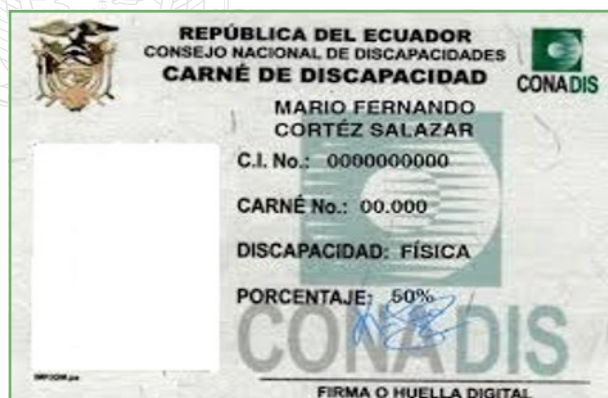 REPÚBLICA DEL ECUADOR
CONSEJO NACIONAL DE DISCAPACIDADES
CARNÉ DE DISCAPACIDAD
CONADIS
MARIO FERNANDO
CORTÉZ SALAZAR
C.I. No.: 0000000000
CARNÉ No.: 00.000
DISCAPACIDAD: FÍSICA
PORCENTAJE: 50%
CONADIS
FIRMA O HUELLA DIGITAL